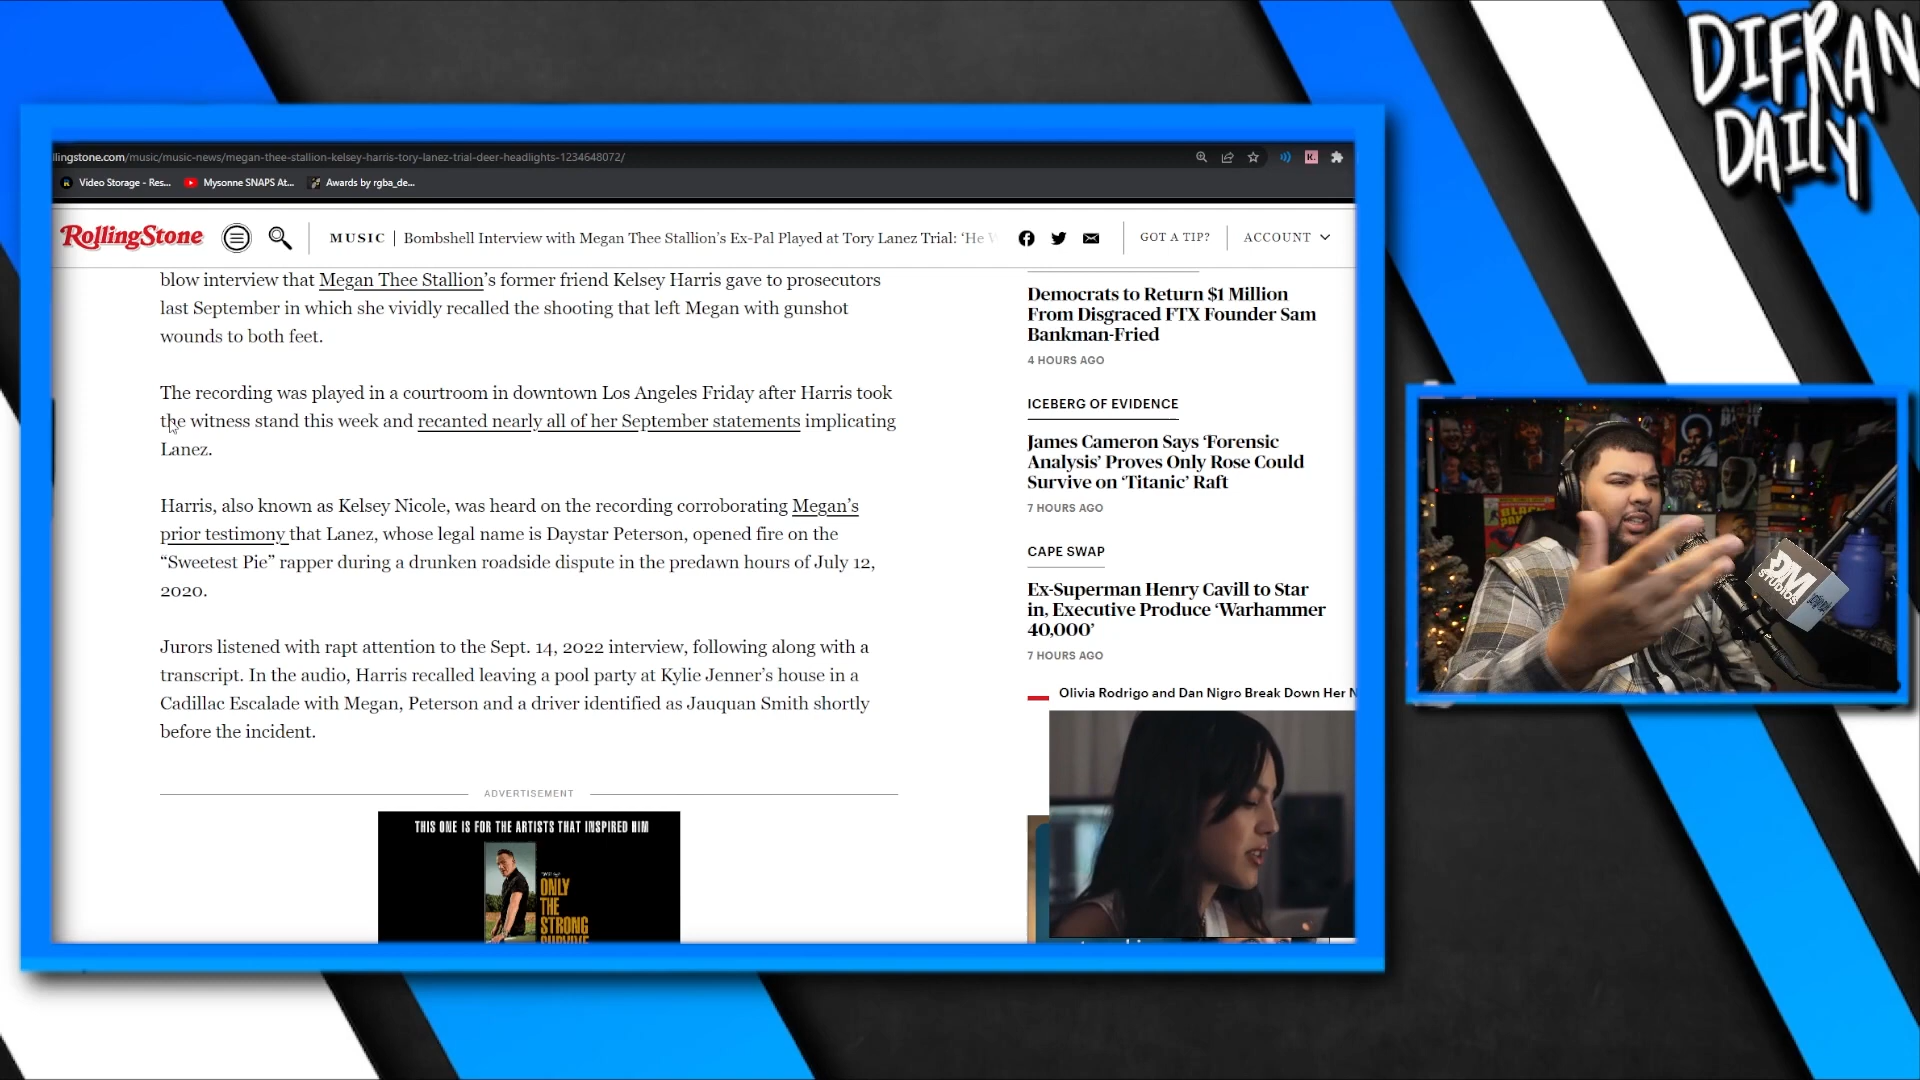 DIFRAN
DAILY
llingstone.com/music/music-news/megan-thee-stallion-kelsey-harris-tory-lanez-trial-deer-headlights-1234648072/
Video Storage - Res...
Mysonne SNAPS At...
Awards by rgba_de...
RollingStone
MUSIC
Bombshell Interview with Megan Thee Stallion's Ex-Pal Played at Tory Lanez Trial: 'He W
GOT A TIP?
ACCOUNT
blow interview that Megan Thee Stallion's former friend Kelsey Harris gave to prosecutors
last September in which she vividly recalled the shooting that left Megan with gunshot
wounds to both feet.
The recording was played in a courtroom in downtown Los Angeles Friday after Harris took
the witness stand this week and recanted nearly all of her September statements implicating
Lanez.
Harris, also known as Kelsey Nicole, was heard on the recording corroborating Megan's
prior testimony that Lanez, whose legal name is Daystar Peterson, opened fire on the
"Sweetest Pie" rapper during a drunken roadside dispute in the predawn hours of July 12,
2020.
Jurors listened with rapt attention to the Sept. 14, 2022 interview, following along with a
transcript. In the audio, Harris recalled leaving a pool party at Kylie Jenner's house in a
Cadillac Escalade with Megan, Peterson and a driver identified as Jauquan Smith shortly
before the incident.
ADVERTISEMENT
THIS ONE IS FOR THE ARTISTS THAT INSPIRED HIM
ONLY
THE
STRONG
SURVIVE
Democrats to Return $1 Million
From Disgraced FTX Founder Sam
Bankman-Fried
4 HOURS AGO
ICEBERG OF EVIDENCE
James Cameron Says 'Forensic
Analysis' Proves Only Rose Could
Survive on 'Titanic' Raft
7 HOURS AGO
CAPE SWAP
Ex-Superman Henry Cavill to Star
in, Executive Produce 'Warhammer
40,000'
7 HOURS AGO
Olivia Rodrigo and Dan Nigro Break Down Her N
DM
STUDIOS